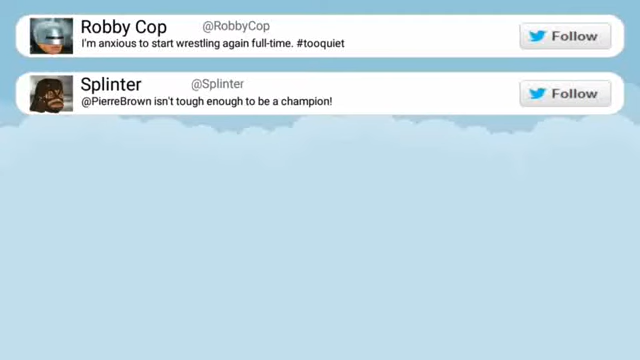 Robby Cop @RobbyCop
I'm anxious to start wrestling again full-time. #tooquiet
Follow
Splinter @Splinter
@PierreBrown isn't tough enough to be a champion!
Follow